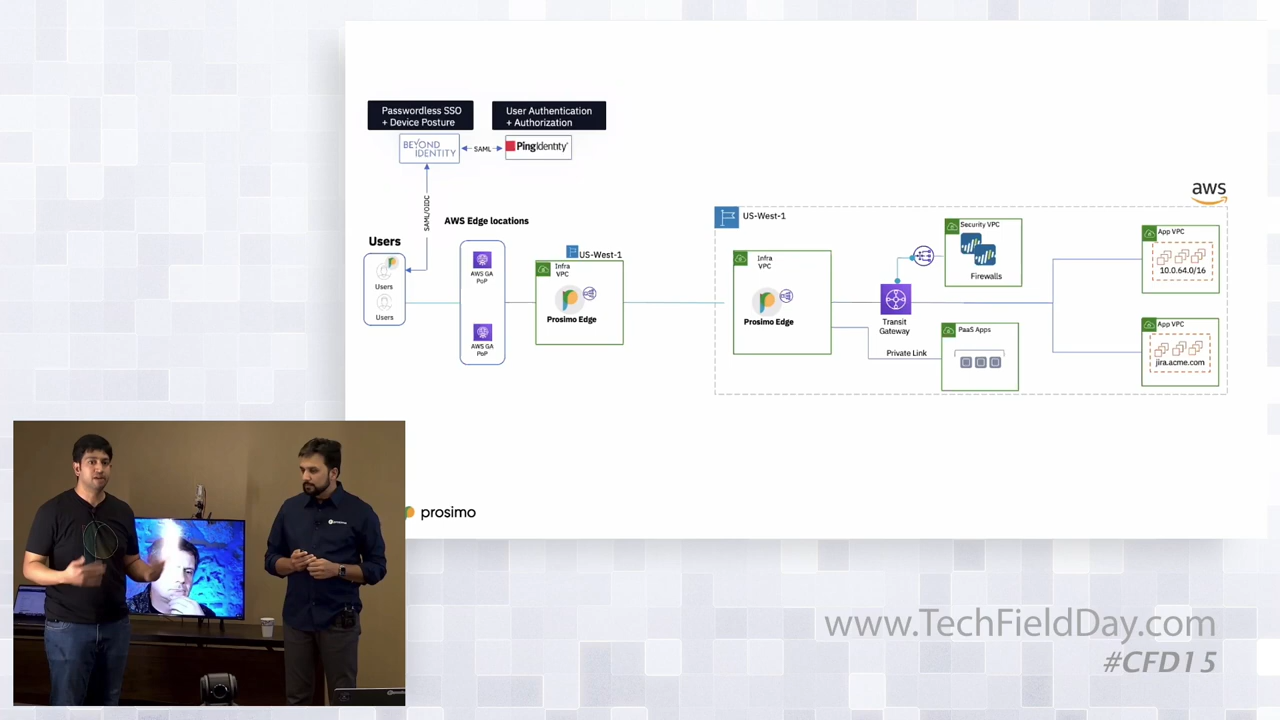 Passwordless SSO
+ Device Posture
User Authentication
+ Authorization
BEYOND
IDENTITY
SAML
PingIdentity
SAML/OIDC
AWS Edge locations
Users
Users
Users
AWS GA
PoP
AWS GA
PoP
US-West-1
Infra
VPC
Prosimo Edge
aws
US-West-1
Infra
VPC
Prosimo Edge
Transit
Gateway
Security VPC
Firewalls
PaaS Apps
Private Link
App VPC
10.0.64.0/16
App VPC
jira.acme.com
prosimo
www.TechFieldDay.com
#CFD15